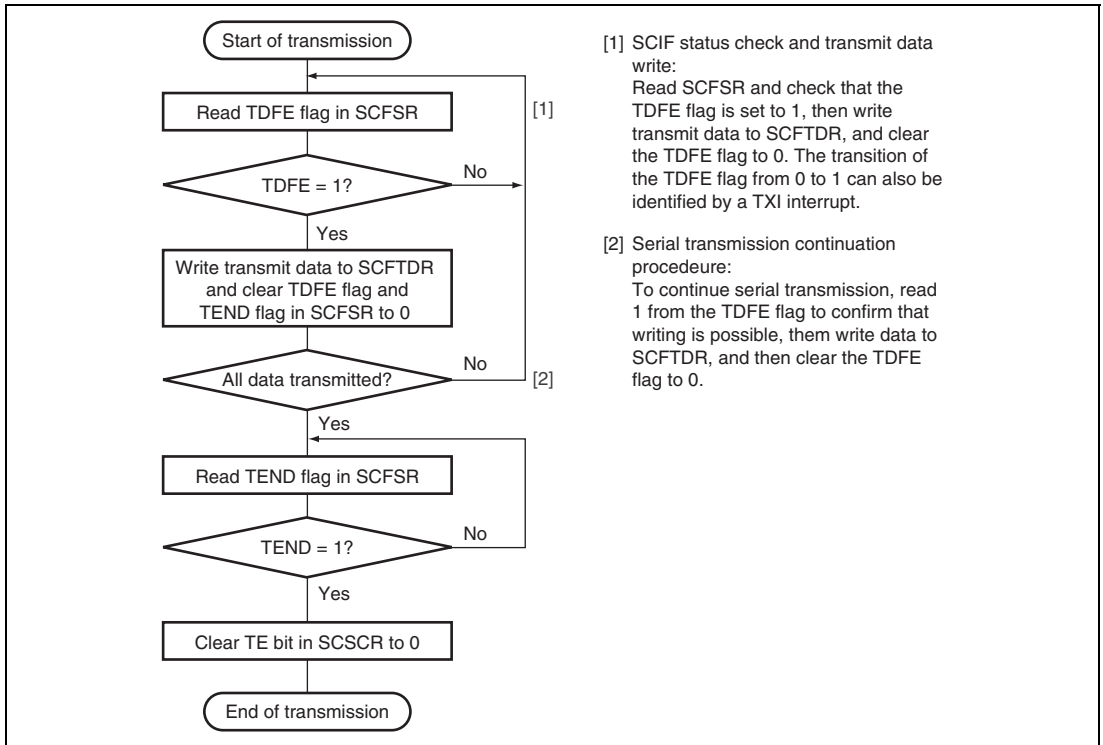 Start of transmission
Read TDFE flag in SCFSR
[1]
TDFE = 1?
No
Yes
Write transmit data to SCFTDR
and clear TDFE flag and
TEND flag in SCFSR to 0
All data transmitted?
No
[2]
Yes
Read TEND flag in SCFSR
TEND = 1?
No
Yes
Clear TE bit in SCSCR to 0
End of transmission
[1] SCIF status check and transmit data
write:
Read SCFSR and check that the
TDFE flag is set to 1, then write
transmit data to SCFTDR, and clear
the TDFE flag to 0. The transition of
the TDFE flag from 0 to 1 can also be
identified by a TXI interrupt.
[2] Serial transmission continuation
procedeure:
To continue serial transmission, read
1 from the TDFE flag to confirm that
writing is possible, them write data to
SCFTDR, and then clear the TDFE
flag to 0.